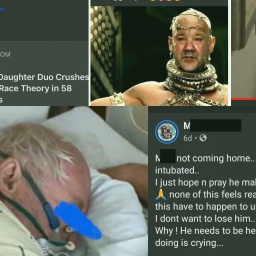 OM
Daughter Duo Crushes
Race Theory in 58
s
M
6d •
M not coming home..
intubated..
I just hope n pray he mak
none of this feels rea
this have to happen to u
I dont want to lose him..
Why ! He needs to be he
doing is crying...